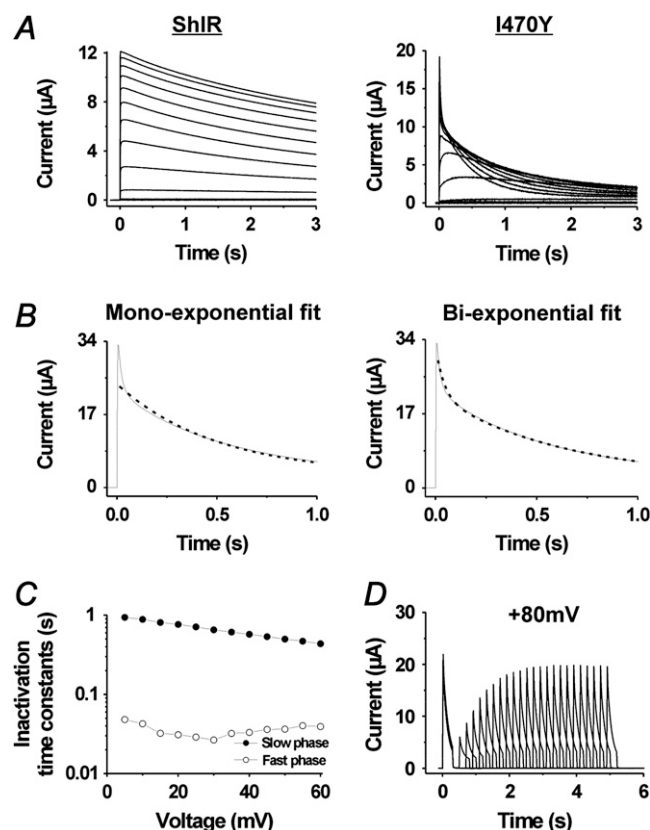 A
ShIR
I470Y
Current (µA)
12
8
4
0
0 1 2 3
Time (s)
Current (µA)
20
15
10
5
0
0 1 2 3
Time (s)
B
Mono-exponential fit
Bi-exponential fit
Current (µA)
34
17
0
0.0 0.5 1.0
Time (s)
Current (µA)
34
17
0
0.0 0.5 1.0
Time (s)
C
Inactivation
time constants (s)
1
0.1
0.01
0 20 40 60
Voltage (mV)
Slow phase
Fast phase
D
+80mV
Current (µA)
30
20
10
0
0 2 4 6
Time (s)